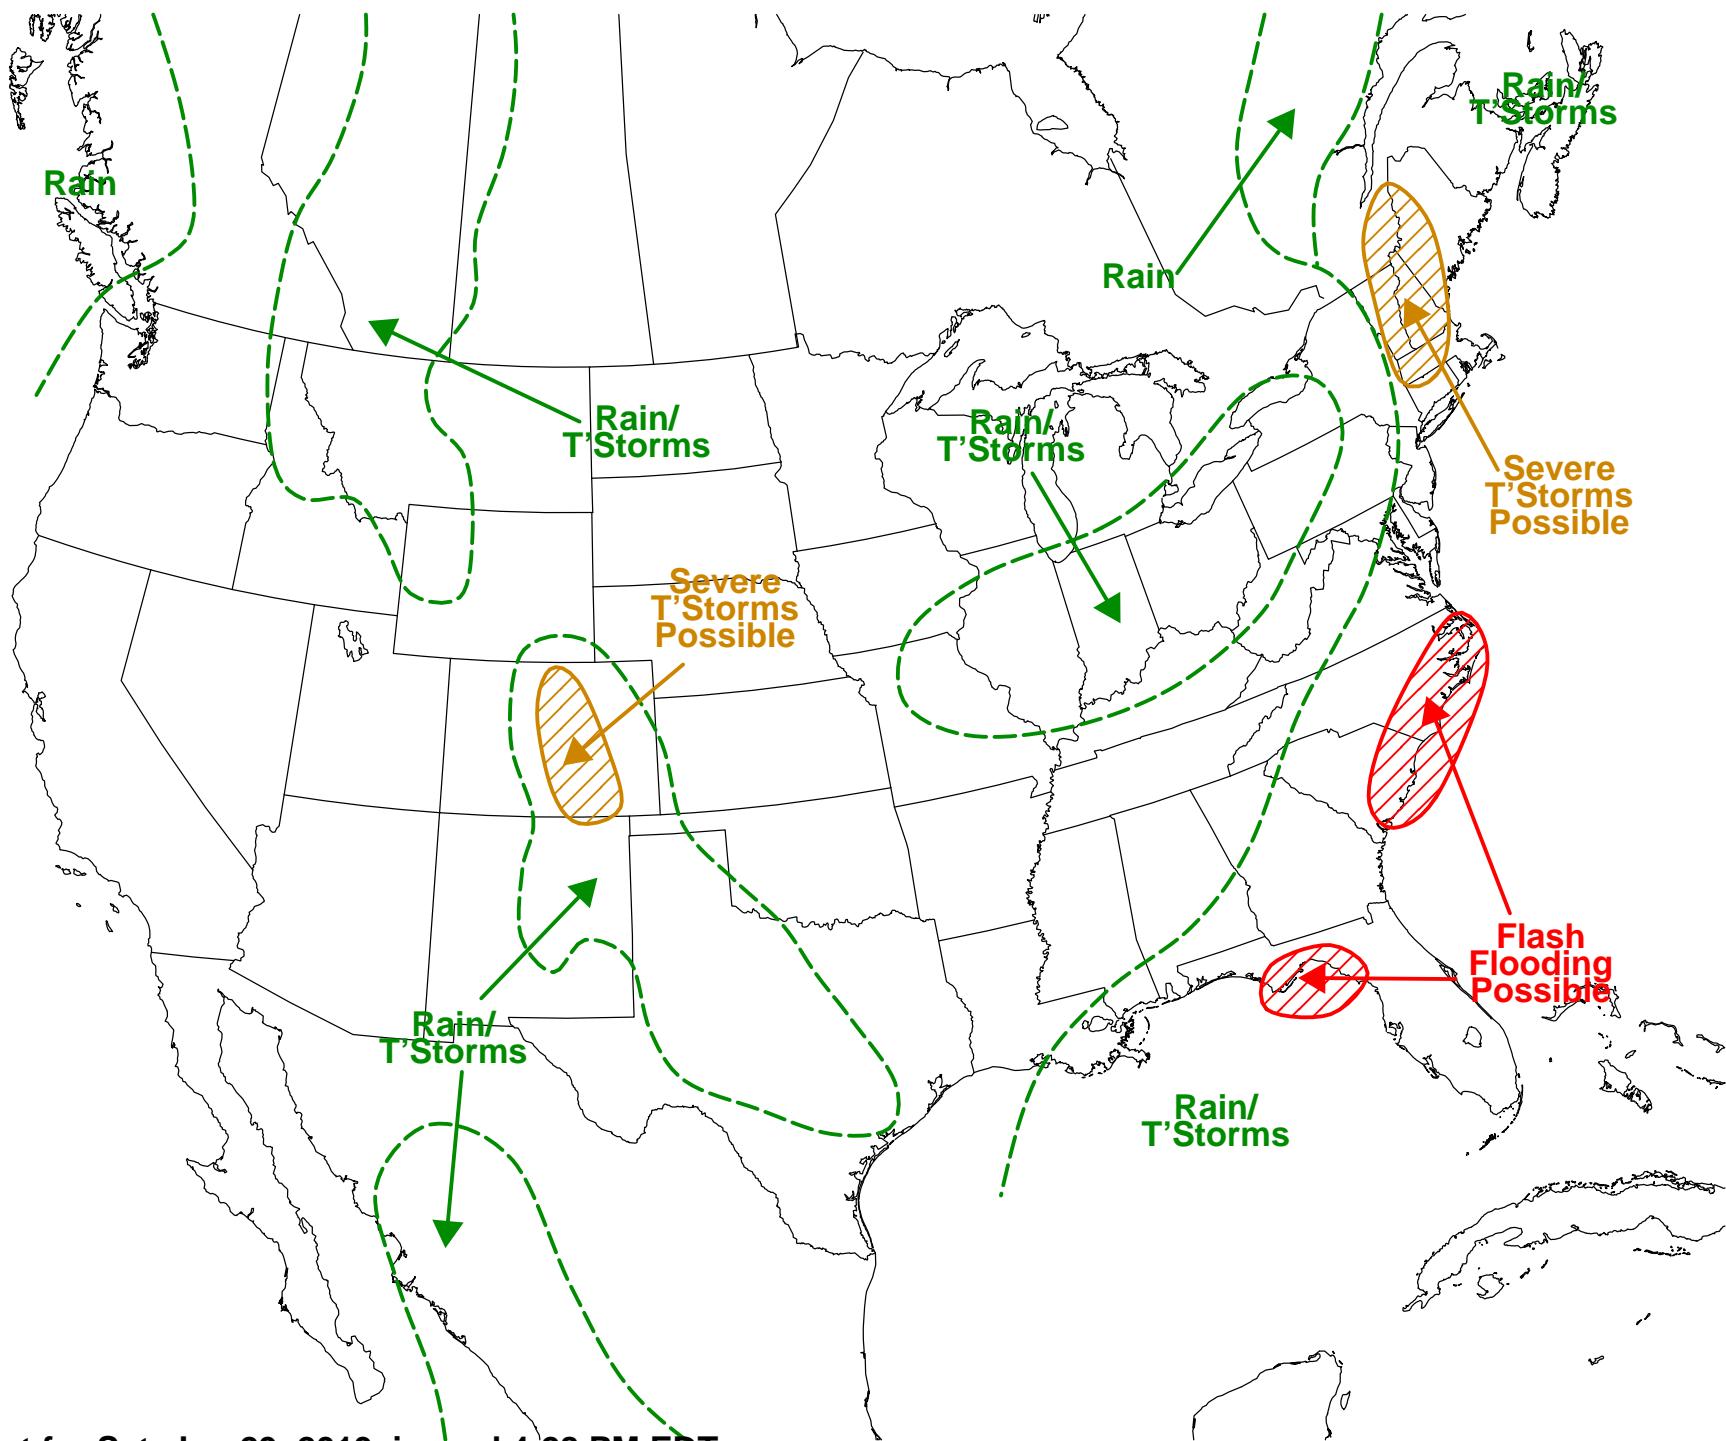 Rain/
T’Storms
Rain
Rain
Rain/
T’Storms
Rain/
T’Storms
Severe
T’Storms
Possible
Severe
T’Storms
Possible
Flash
Flooding
Possible
Rain/
T’Storms
Rain/
T’Storms